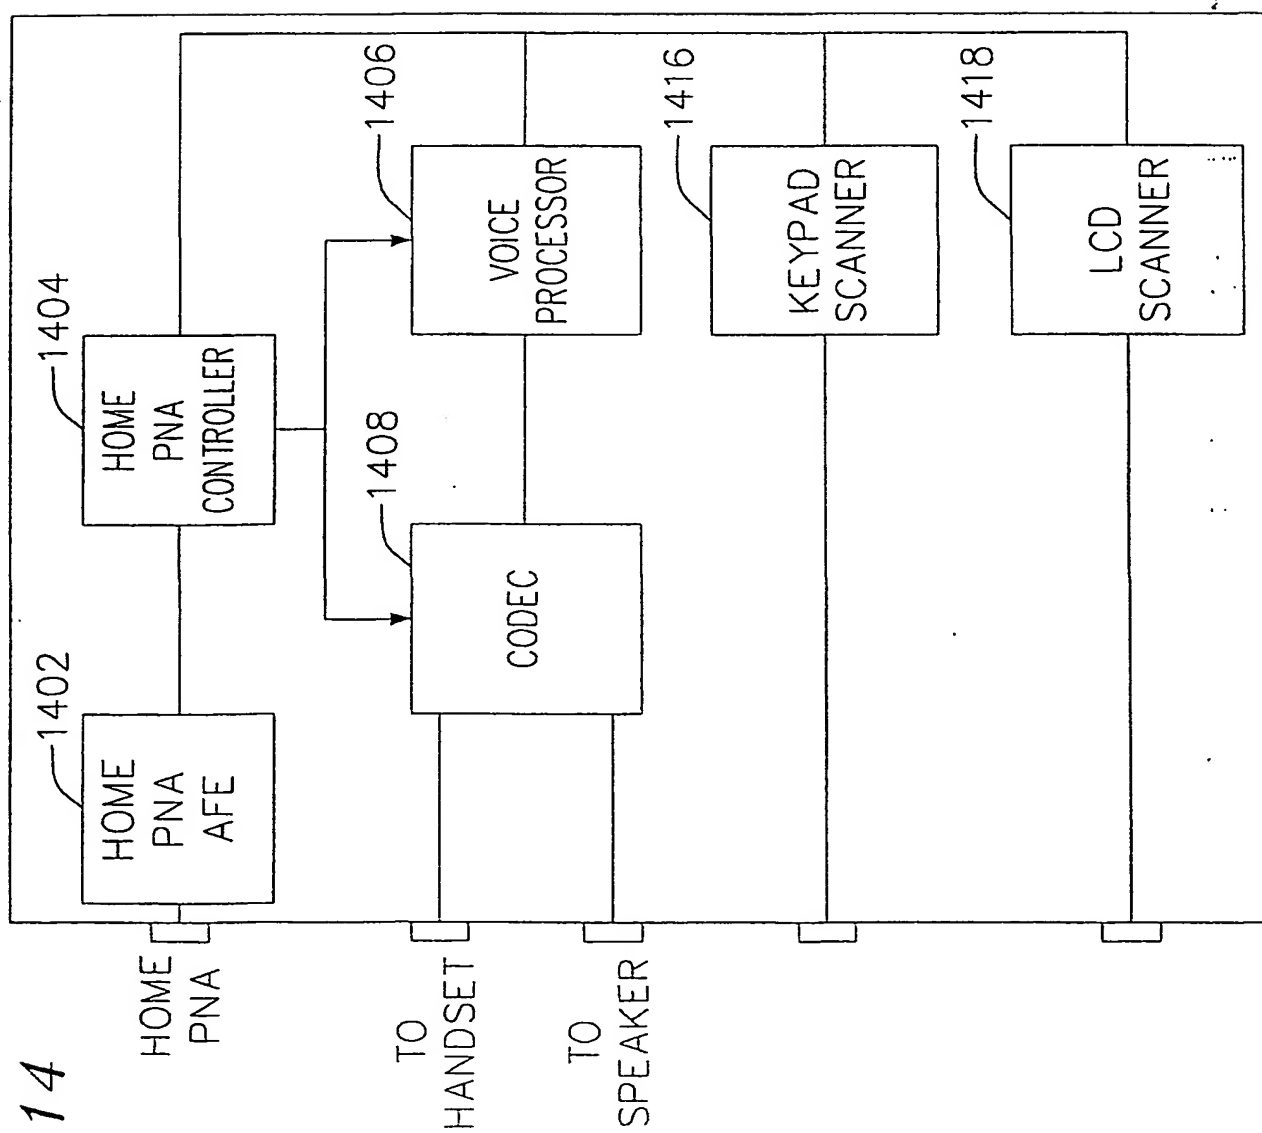 14
HOME
PNA
TO
HANDSET
TO
SPEAKER
1402
HOME
PNA
AFE
1404
HOME
PNA
CONTROLLER
1408
CODEC
1406
VOICE
PROCESSOR
1416
KEYPAD
SCANNER
1418
LCD
SCANNER